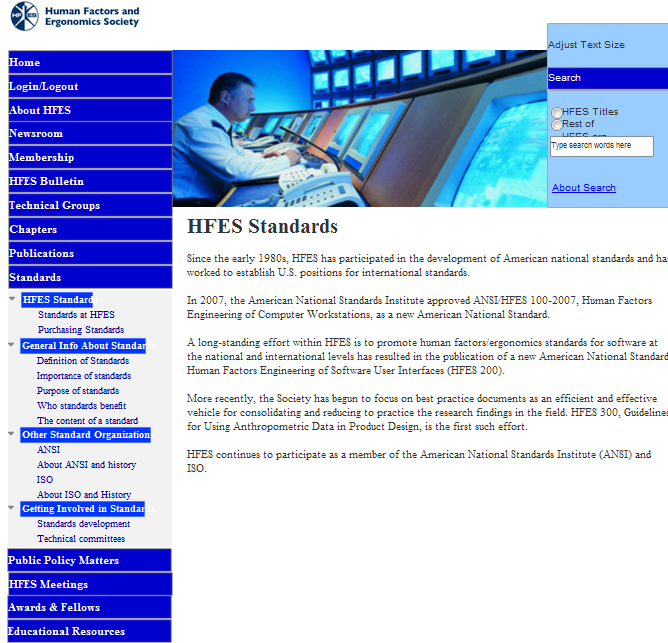 Human Factors and
Ergonomics Society
Adjust Text Size
Search
HFES Titles
Rest of
Type search words here
About Search
Home
Login/Logout
About HFES
Newsroom
Membership
HFES Bulletin
Technical Groups
Chapters
Publications
Standards
HFES Standard
Standards at HFES
Purchasing Standards
General Info About Standards
Definition of Standards
Importance of standards
Purpose of standards
Who standards benefit
The content of a standard
Other Standard Organizations
ANSI
About ANSI and history
ISO
About ISO and History
Getting Involved in Standards
Standards development
Technical committees
Public Policy Matters
HFES Meetings
Awards & Fellows
Educational Resources
HFES Standards
Since the early 1980s, HFES has participated in the development of American national standards and has
worked to establish U.S. positions for international standards.
In 2007, the American National Standards Institute approved ANSI/HFES 100-2007, Human Factors
Engineering of Computer Workstations, as a new American National Standard.
A long-standing effort within HFES is to promote human factors/ergonomics standards for software at
the national and international levels has resulted in the publication of a new American National Standard
Human Factors Engineering of Software User Interfaces (HFES 200).
More recently, the Society has begun to focus on best practice documents as an efficient and effective
vehicle for consolidating and reducing to practice the research findings in the field. HFES 300, Guidelines
for Using Anthropometric Data in Product Design, is the first such effort.
HFES continues to participate as a member of the American National Standards Institute (ANSI) and
ISO.